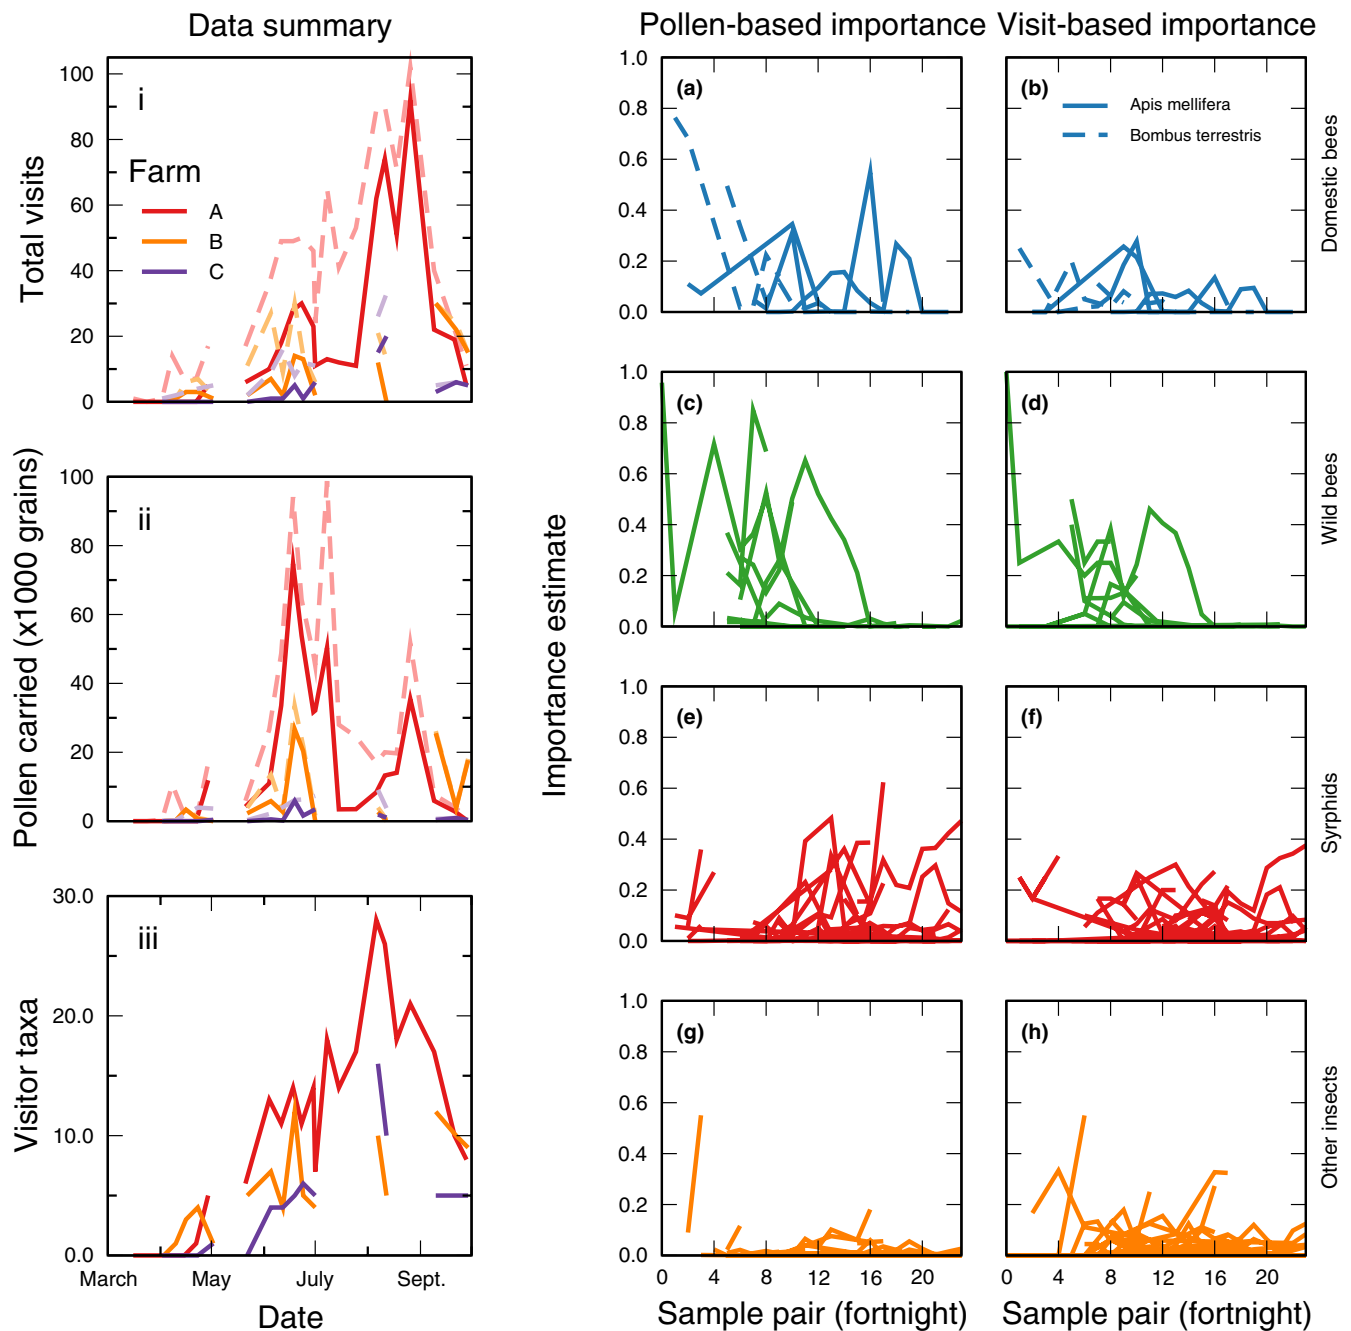 Data summary
Pollen-based importance
Visit-based importance
Total visits
100
80
60
40
20
0
i
Farm
A
B
C
Pollen carried (x1000 grains)
100
80
60
40
20
0
ii
Visitor taxa
30.0
20.0
10.0
0.0
iii
March
May
July
Sept.
Date
Importance estimate
1.0
0.8
0.6
0.4
0.2
0.0
(a)
(b)
Apis mellifera
Bombus terrestris
Domestic bees
1.0
0.8
0.6
0.4
0.2
0.0
(c)
(d)
Wild bees
1.0
0.8
0.6
0.4
0.2
0.0
(e)
(f)
Syrphids
1.0
0.8
0.6
0.4
0.2
0.0
(g)
(h)
Other insects
0 4 8 12 16 20
0 4 8 12 16 20
Sample pair (fortnight)
Sample pair (fortnight)